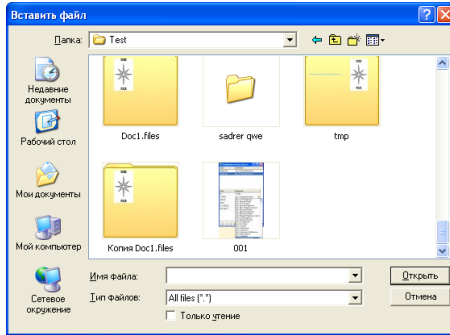 Вставить файл
Папка: Test
Недавние документы
Рабочий стол
Мои документы
Мой компьютер
Сетевое окружение
Doc1.files
sadrer qwe
tmp
Копия Doc1.files
001
Имя файла:
Открыть
Тип файлов: All files (*.*)
Отмена
Только чтение